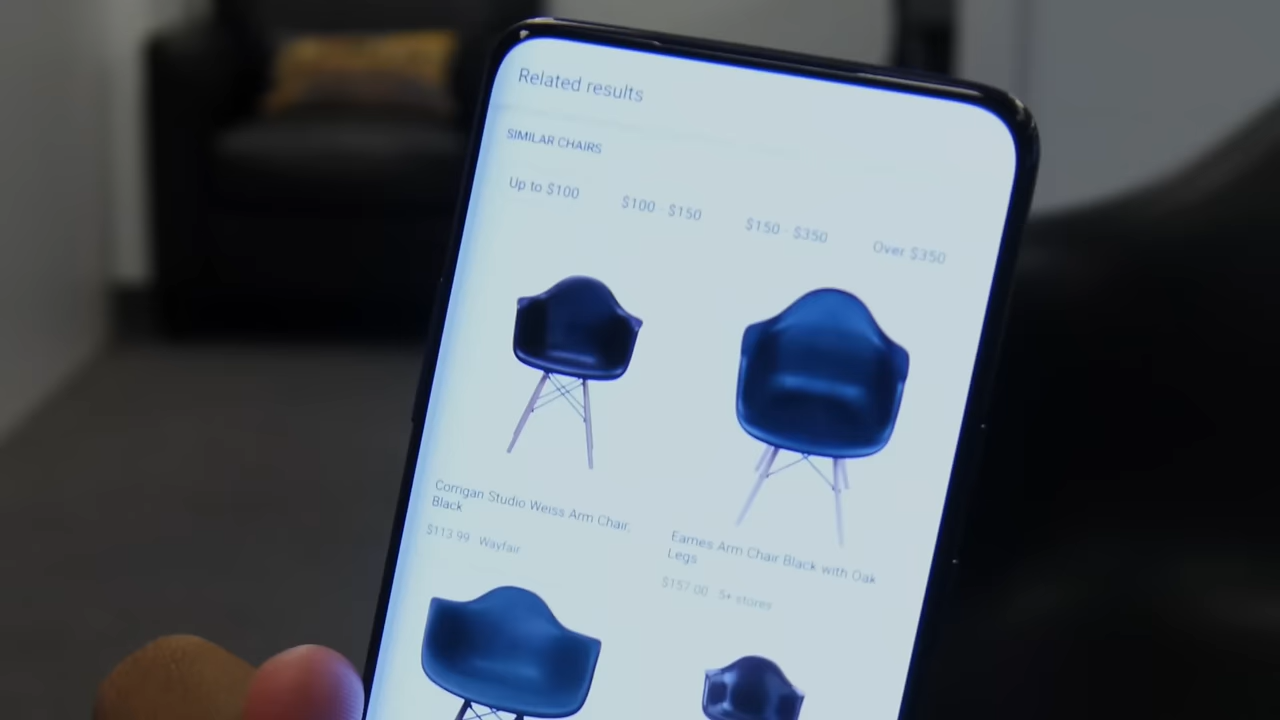 Related results
SIMILAR CHAIRS
Up to $100
$100 - $150
$150 - $350
Over $350
Corrigan Studio Weiss Arm Chair,
Black
$113.99 · Wayfair
Eames Arm Chair Black with Oak
Legs
$157.00 · 5+ stores